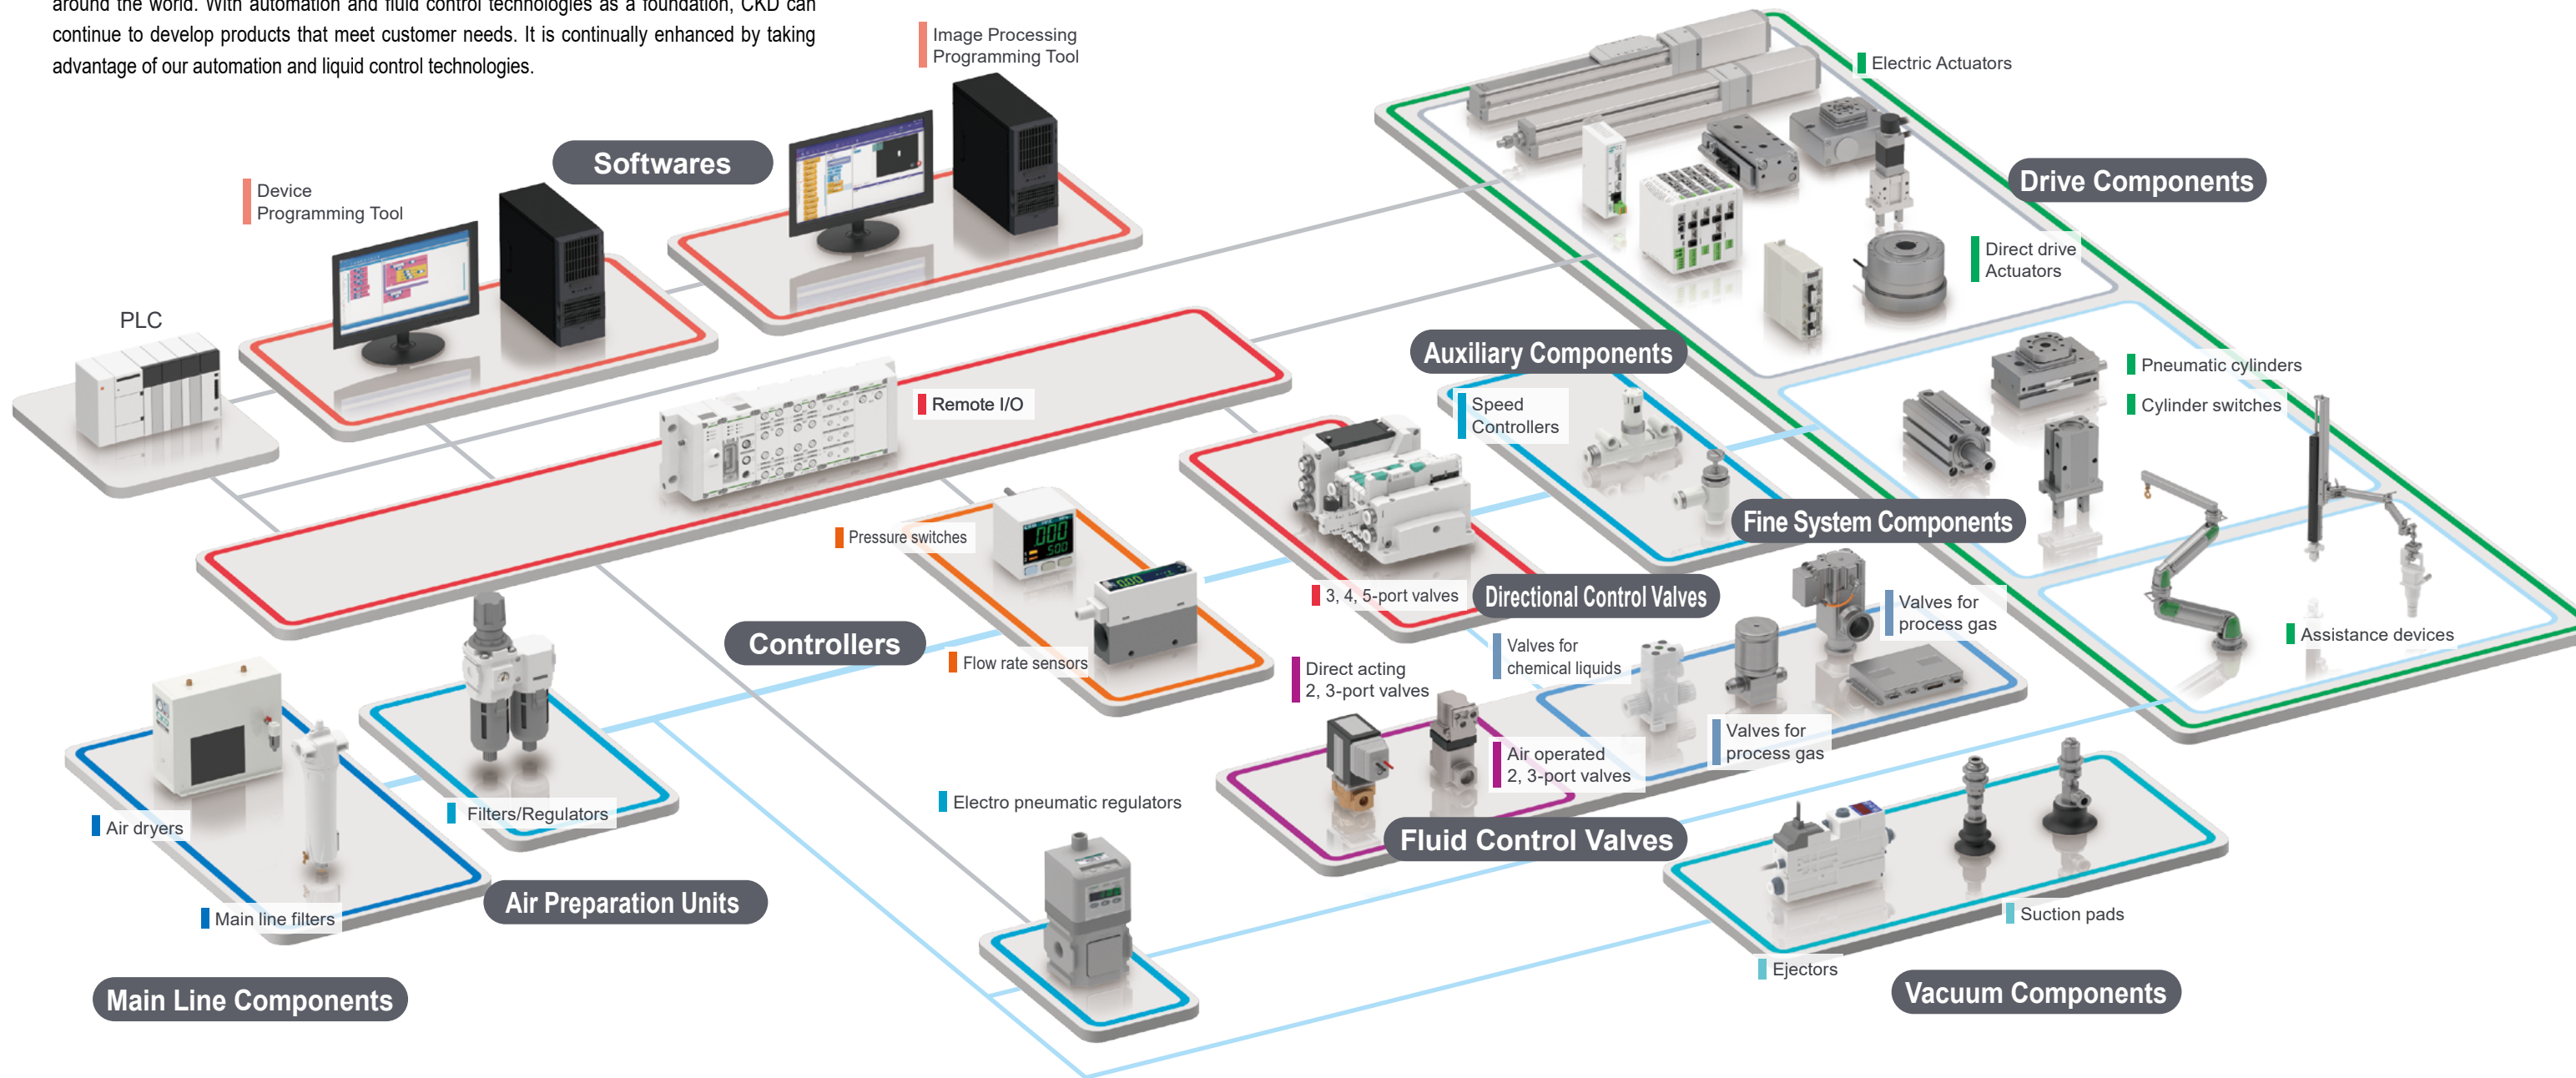 around the world. With automation and fluid control technologies as a foundation, CKD can
continue to develop products that meet customer needs. It is continually enhanced by taking
advantage of our automation and liquid control technologies.
Image Processing
Programming Tool
Electric Actuators
Softwares
Device
Programming Tool
Drive Components
Direct drive
Actuators
PLC
Auxiliary Components
Pneumatic cylinders
Cylinder switches
Remote I/O
Speed
Controllers
Fine System Components
Pressure switches
3, 4, 5-port valves
Directional Control Valves
Valves for
process gas
Controllers
Flow rate sensors
Valves for
chemical liquids
Assistance devices
Direct acting
2, 3-port valves
Valves for
process gas
Air operated
2, 3-port valves
Electro pneumatic regulators
Filters/Regulators
Air dryers
Fluid Control Valves
Air Preparation Units
Main line filters
Suction pads
Ejectors
Main Line Components
Vacuum Components